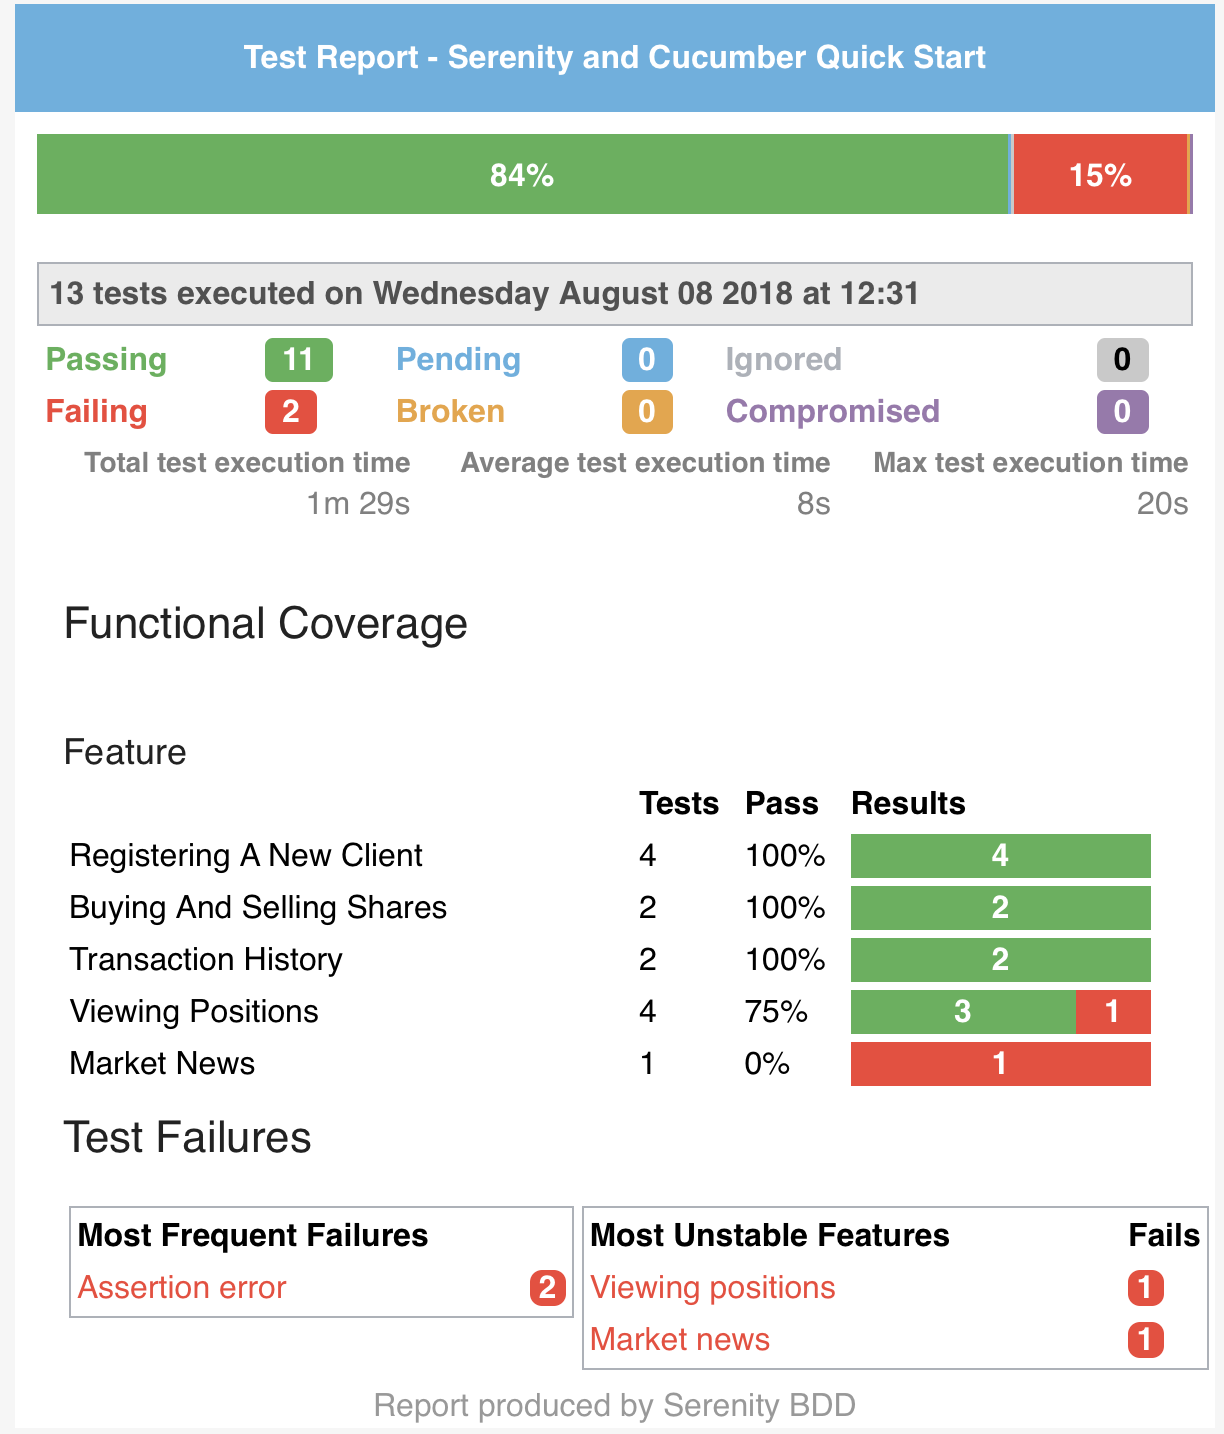 Test Report - Serenity and Cucumber Quick Start
84% 15%
13 tests executed on Wednesday August 08 2018 at 12:31
Passing 11 Pending 0 Ignored 0
Failing 2 Broken 0 Compromised 0
Total test execution time Average test execution time Max test execution time
1m 29s 8s 20s
Functional Coverage
Feature
Tests Pass Results
Registering A New Client 4 100% 4
Buying And Selling Shares 2 100% 2
Transaction History 2 100% 2
Viewing Positions 4 75% 3 1
Market News 1 0% 1
Test Failures
Most Frequent Failures
Assertion error 2
Most Unstable Features Fails
Viewing positions 1
Market news 1
Report produced by Serenity BDD